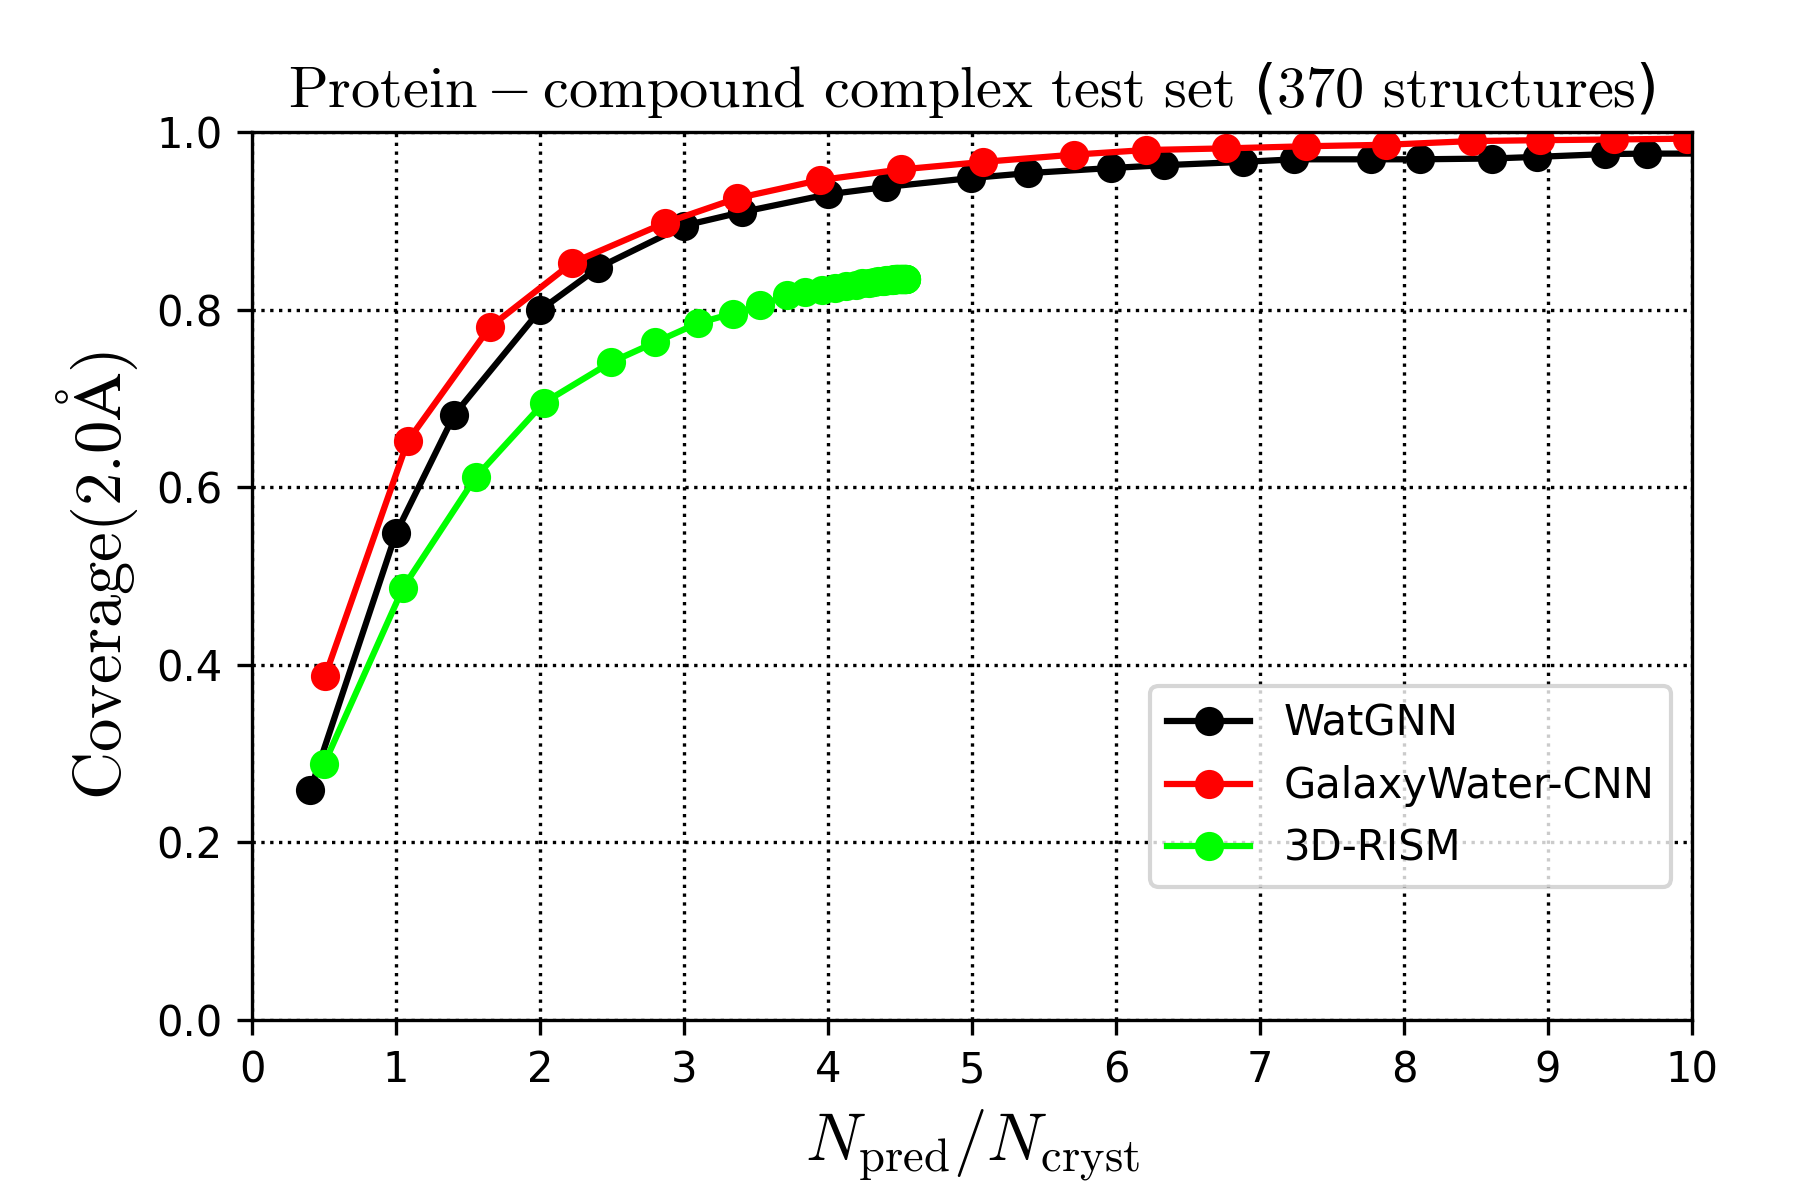 Protein – compound complex test set (370 structures)
Coverage(2.0Å)
1.0
0.8
0.6
0.4
0.2
0.0
WatGNN
GalaxyWater-CNN
3D-RISM
0 1 2 3 4 5 6 7 8 9 10
N_pred/N_cryst